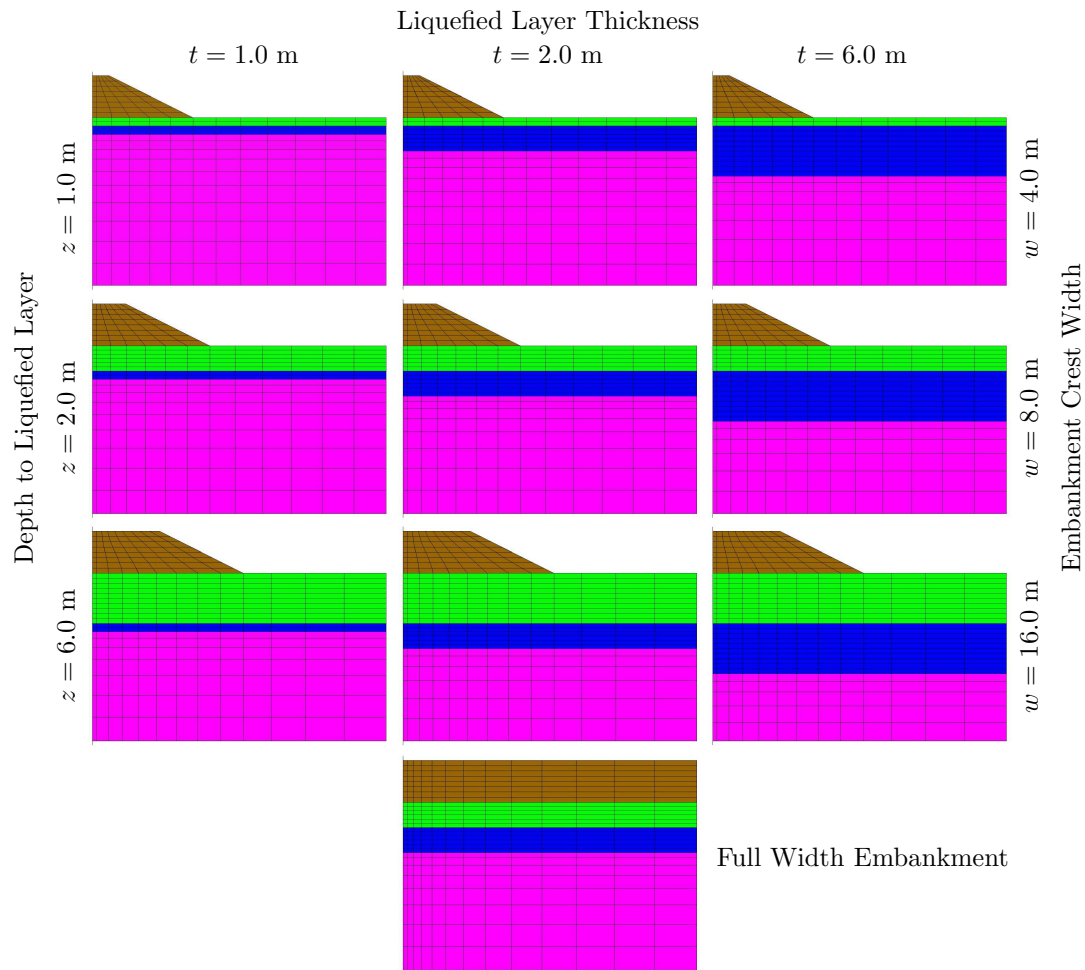 Liquefied Layer Thickness
t = 1.0 m
t = 2.0 m
t = 6.0 m
Depth to Liquefied Layer
z = 1.0 m
z = 2.0 m
z = 6.0 m
w = 4.0 m
w = 8.0 m
w = 16.0 m
Embankment Crest Width
Full Width Embankment